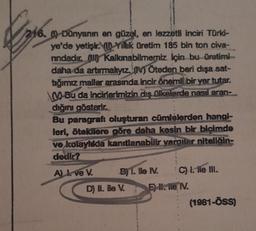 216. (I) Dünyanın en güzel, en lezzetli inciri Türki-
ye'de yetişir. (II) Yıllık üretim 185 bin ton civa-
rındadır. (III) Kalkınabilmemiz için bu üretimi
daha da artırmalıyız. (IV) Öteden beri dışa sat-
tığımız mallar arasında incir önemli bir yer tutar.
(V) Bu da incirlerimizin dış ülkelerde nasıl aran-
dığını gösterir.
Bu paragrafı oluşturan cümlelerden hangi-
leri, ötekilere göre daha kesin bir biçimde
ve kolaylıkla kanıtlanabilir yargılar niteliğin-
dedir?
A) I. ve V.
B) I. ile IV.
C) I. ile III.
D) II. ile V.
E) II. ile IV.
(1981-ÖSS)